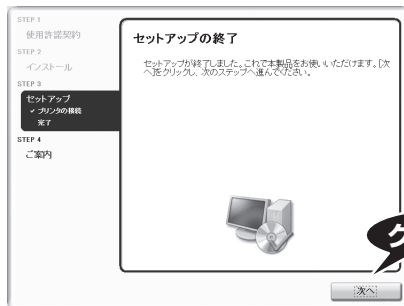 STEP 1
使用許諾契約
STEP 2
インストール
STEP 3
セットアップ
✓ プリンタの接続
完了
STEP 4
ご案内
セットアップの終了
セットアップが終了しました。これで本製品をお使いいただけます。[次
へ]をクリックし、次のステップへ進んでください。
次へ